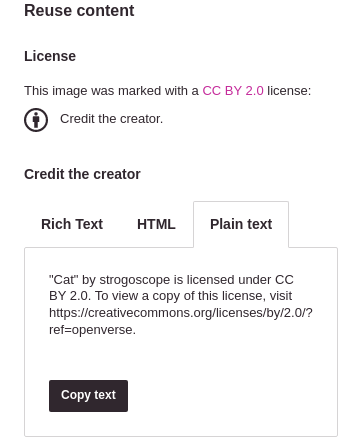 Reuse content
License
This image was marked with a CC BY 2.0 license:
Credit the creator.
Credit the creator
Rich Text HTML Plain text
"Cat" by strogoscope is licensed under CC
BY 2.0. To view a copy of this license, visit
https://creativecommons.org/licenses/by/2.0/?
ref=openverse.
Copy text